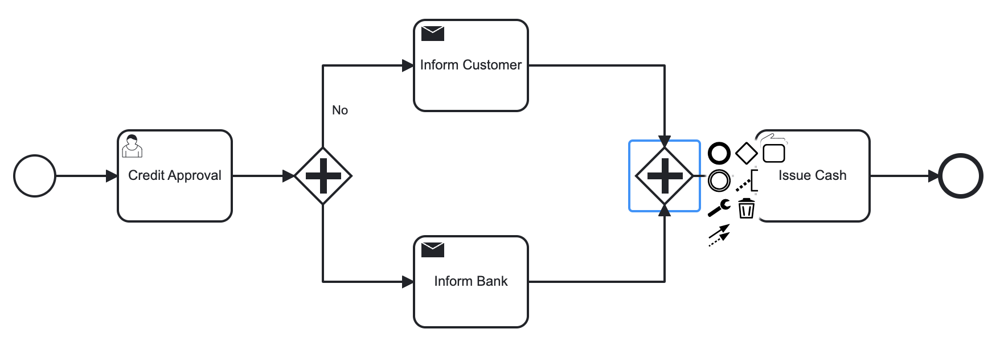 Inform Customer
No
Credit Approval
Issue Cash
Inform Bank